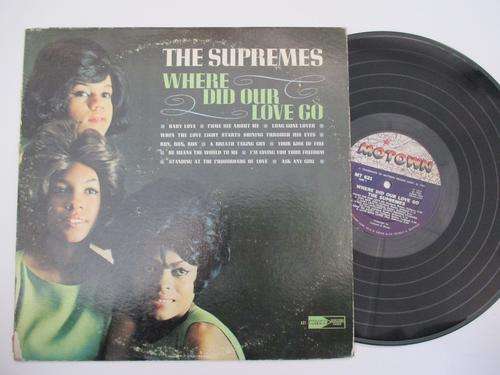 THE SUPREMES
WHERE
DID OUR
LOVE GO
BABY LOVE COME SEE ABOUT ME LONG GONE LOVER
WHEN THE LOVE LIGHT STARTS SHINING THROUGH HIS EYES
RUN, RUN, RUN A BREATH TAKING GUY YOUR KISS OF FIRE
HE MEANS THE WORLD TO ME I'M GIVING YOU YOUR FREEDOM
STANDING AT THE CROSSROADS OF LOVE ASK ANY GIRL
621
MOTOWN
MT 621
WHERE DID OUR LOVE GO
THE SUPREMES